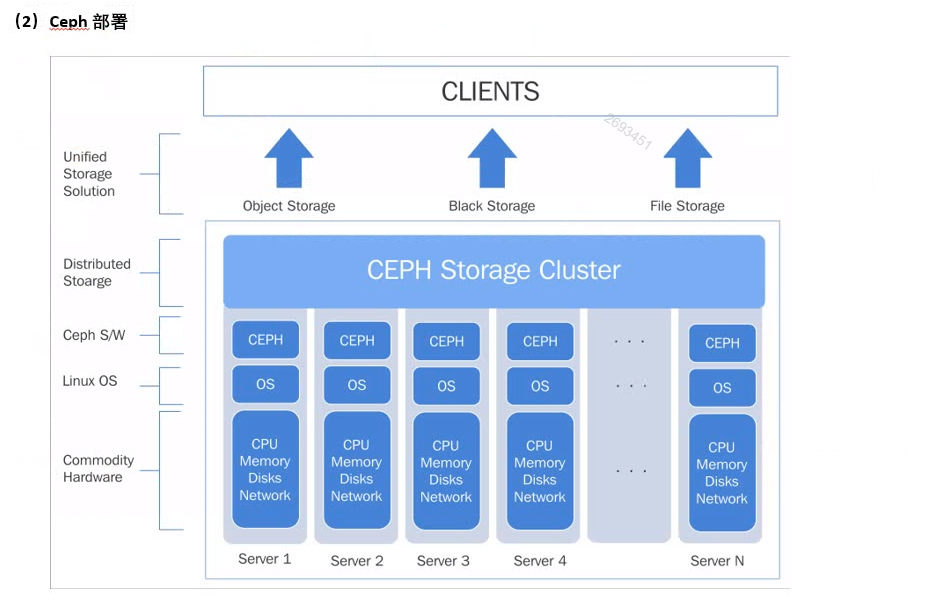 （2）Ceph 部署
CLIENTS
2693451
Unified
Storage
Solution
Object Storage
Black Storage
File Storage
Distributed
Stoarge
CEPH Storage Cluster
Ceph S/W
CEPH
CEPH
CEPH
CEPH
. . .
CEPH
Linux OS
OS
OS
OS
OS
. . .
OS
Commodity
Hardware
CPU
Memory
Disks
Network
CPU
Memory
Disks
Network
CPU
Memory
Disks
Network
CPU
Memory
Disks
Network
. . .
CPU
Memory
Disks
Network
Server 1
Server 2
Server 3
Server 4
Server N